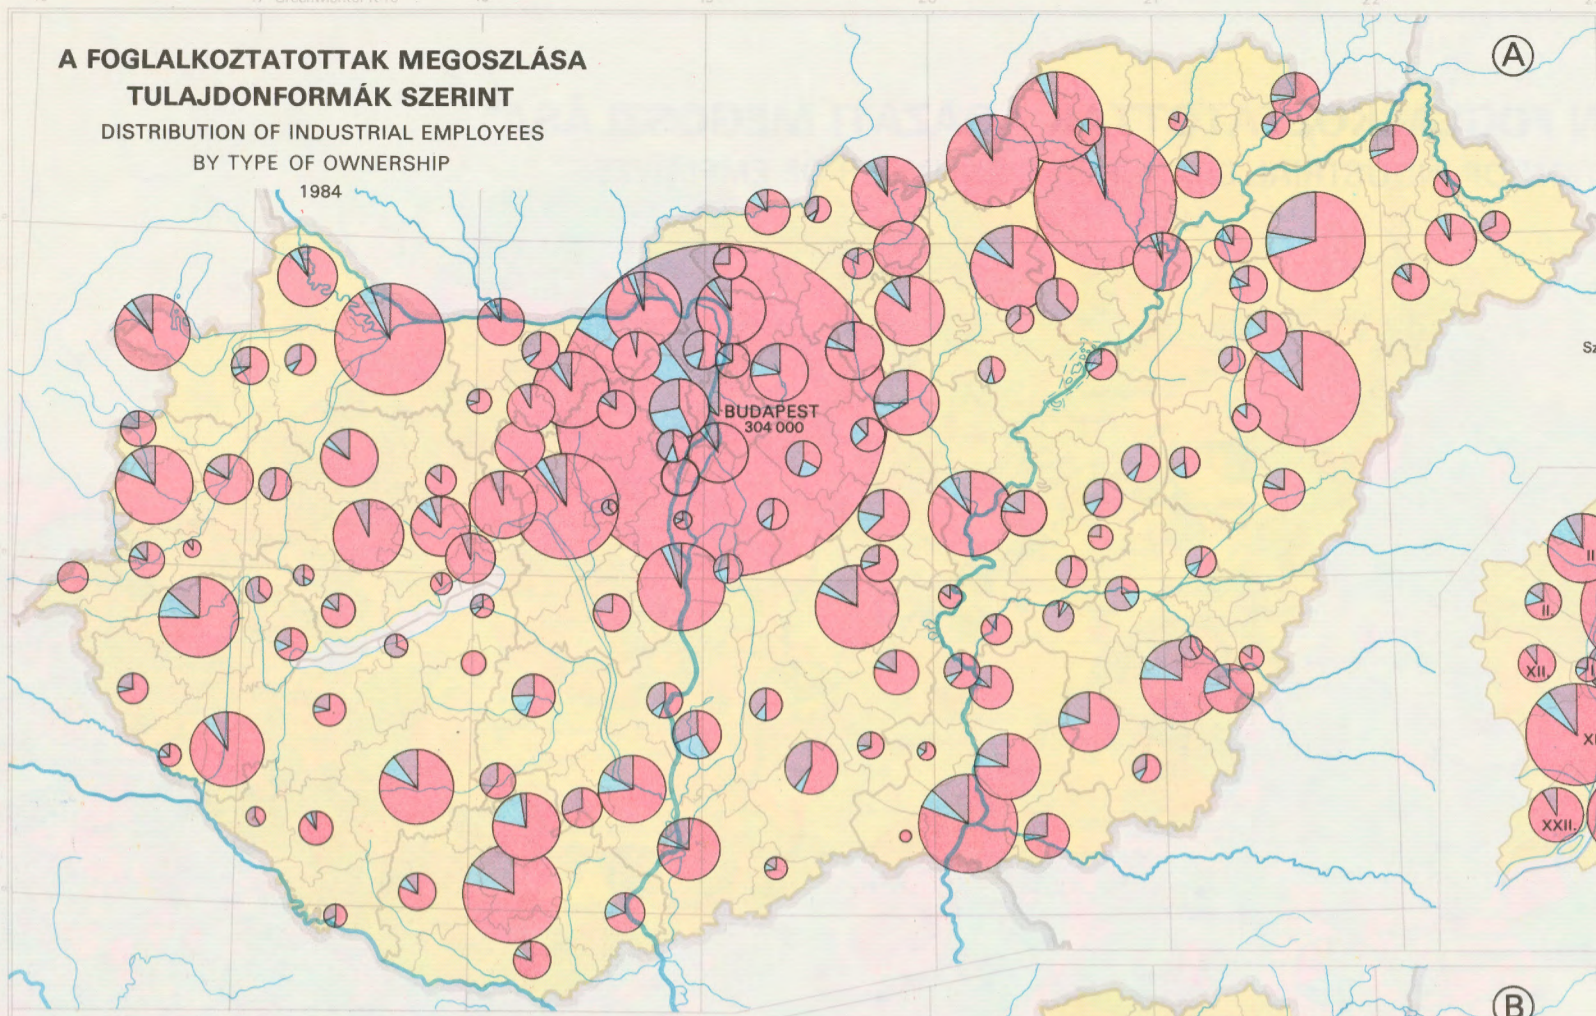 A FOGLALKOZTATOTTAK MEGOSZLÁSA
TULAJDONFORMÁK SZERINT
DISTRIBUTION OF INDUSTRIAL EMPLOYEES
BY TYPE OF OWNERSHIP
1984
A
BUDAPEST
304 000
II.
XII.
XXII.
B